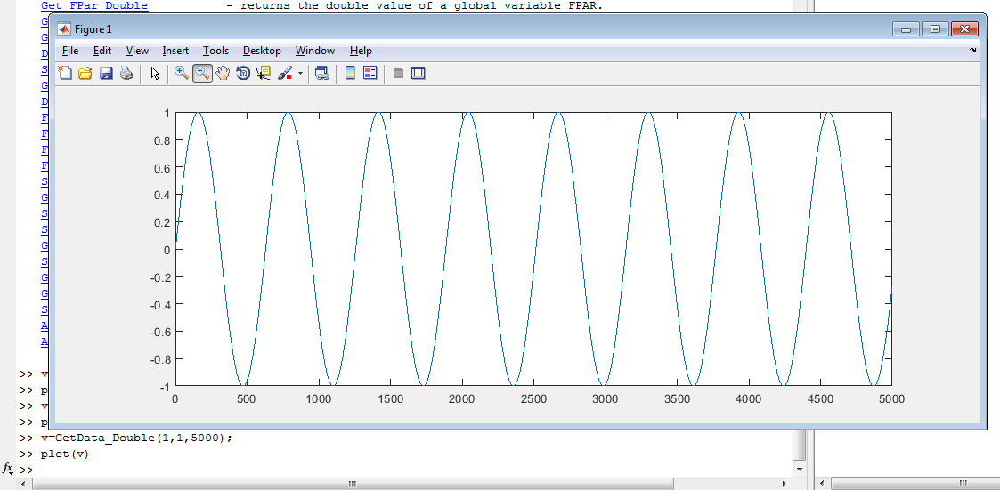 Get_FPar_Double - returns the double value of a global variable FPAR.
Figure 1
File Edit View Insert Tools Desktop Window Help
G
G
D
S
G
D
F
F
F
F
S
G
S
S
G
S
G
G
S
A
A
1
0.8
0.6
0.4
0.2
0
-0.2
-0.4
-0.6
-0.8
-1
0 500 1000 1500 2000 2500 3000 3500 4000 4500 5000
>> v
>> p
>> v
>> p
>> v=GetData_Double(1,1,5000);
>> plot(v)
fx >>